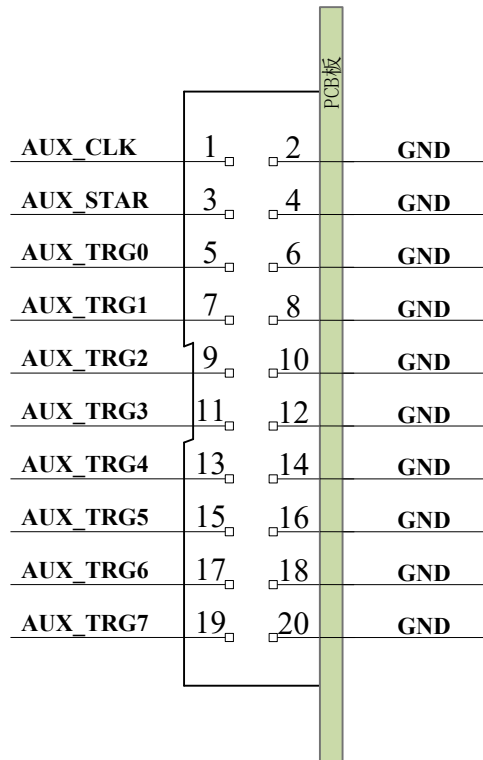 PCB板
AUX_CLK 1 2 GND
AUX_STAR 3 4 GND
AUX_TRG0 5 6 GND
AUX_TRG1 7 8 GND
AUX_TRG2 9 10 GND
AUX_TRG3 11 12 GND
AUX_TRG4 13 14 GND
AUX_TRG5 15 16 GND
AUX_TRG6 17 18 GND
AUX_TRG7 19 20 GND